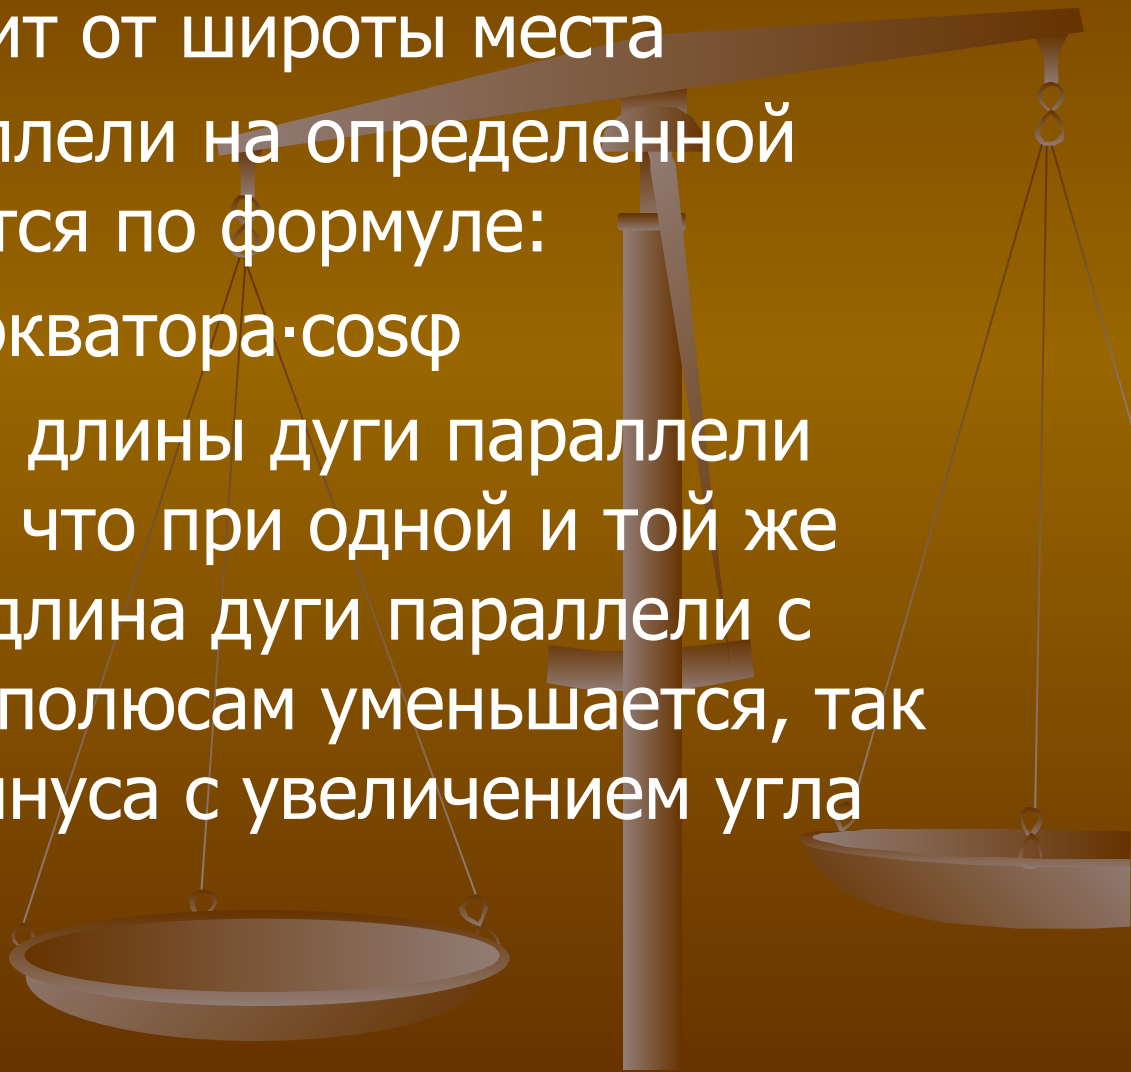 ит от широты места
ллели на определенной
тся по формуле:
экватора·cosφ
длины дуги параллели
что при одной и той же
длина дуги параллели с
полюсам уменьшается, так
инуса с увеличением угла